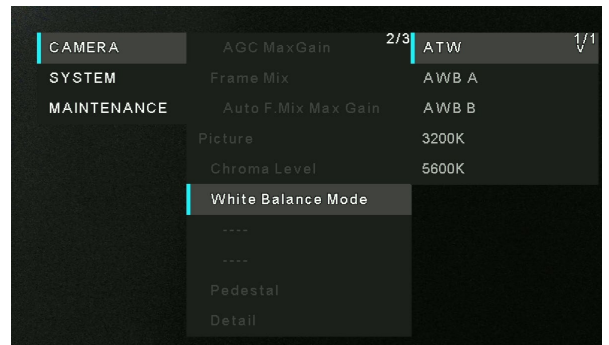 CAMERA
SYSTEM
MAINTENANCE
2/3
AGC MaxGain
Frame Mix
Auto F.Mix Max Gain
Picture
Chroma Level
White Balance Mode
----
----
Pedestal
Detail
1/1
ATW
AWB A
AWB B
3200K
5600K